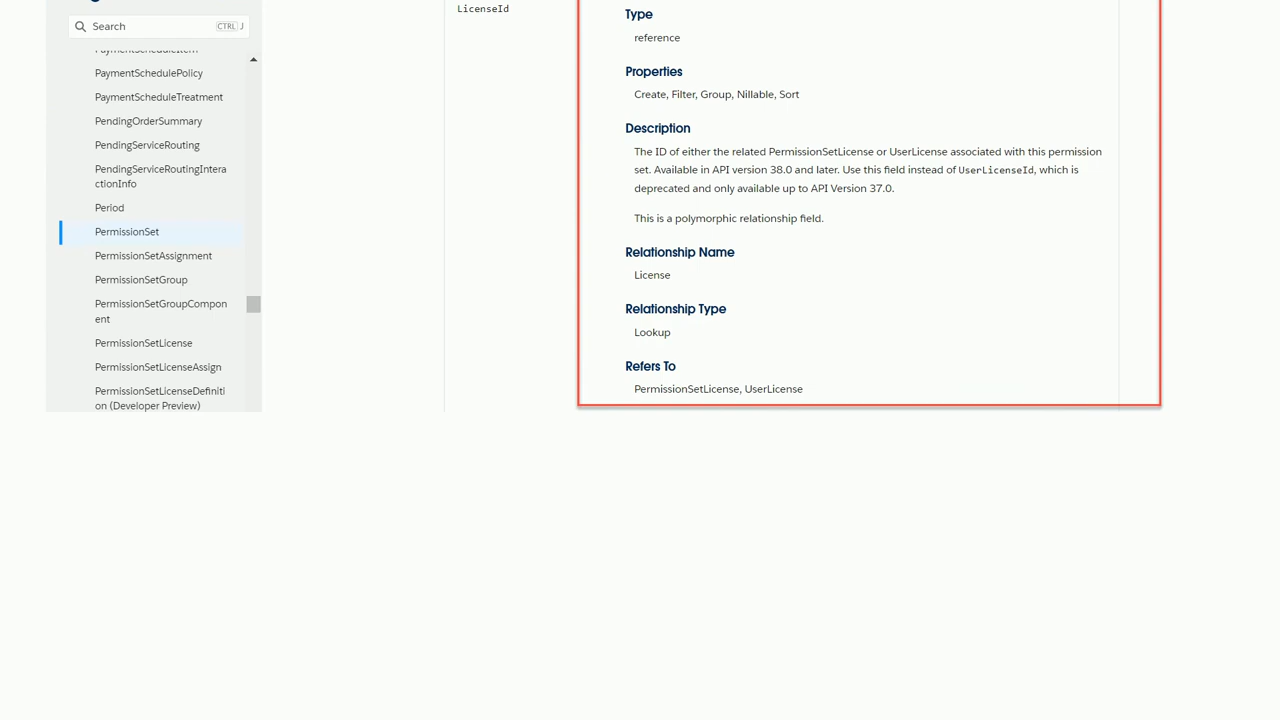 Search
CTRL J
PaymentScheduleItem
PaymentSchedulePolicy
PaymentScheduleTreatment
PendingOrderSummary
PendingServiceRouting
PendingServiceRoutingIntera
ctionInfo
Period
PermissionSet
PermissionSetAssignment
PermissionSetGroup
PermissionSetGroupCompon
ent
PermissionSetLicense
PermissionSetLicenseAssign
PermissionSetLicenseDefiniti
on (Developer Preview)
LicenseId
Type
reference
Properties
Create, Filter, Group, Nillable, Sort
Description
The ID of either the related PermissionSetLicense or UserLicense associated with this permission
set. Available in API version 38.0 and later. Use this field instead of UserLicenseId, which is
deprecated and only available up to API Version 37.0.
This is a polymorphic relationship field.
Relationship Name
License
Relationship Type
Lookup
Refers To
PermissionSetLicense, UserLicense